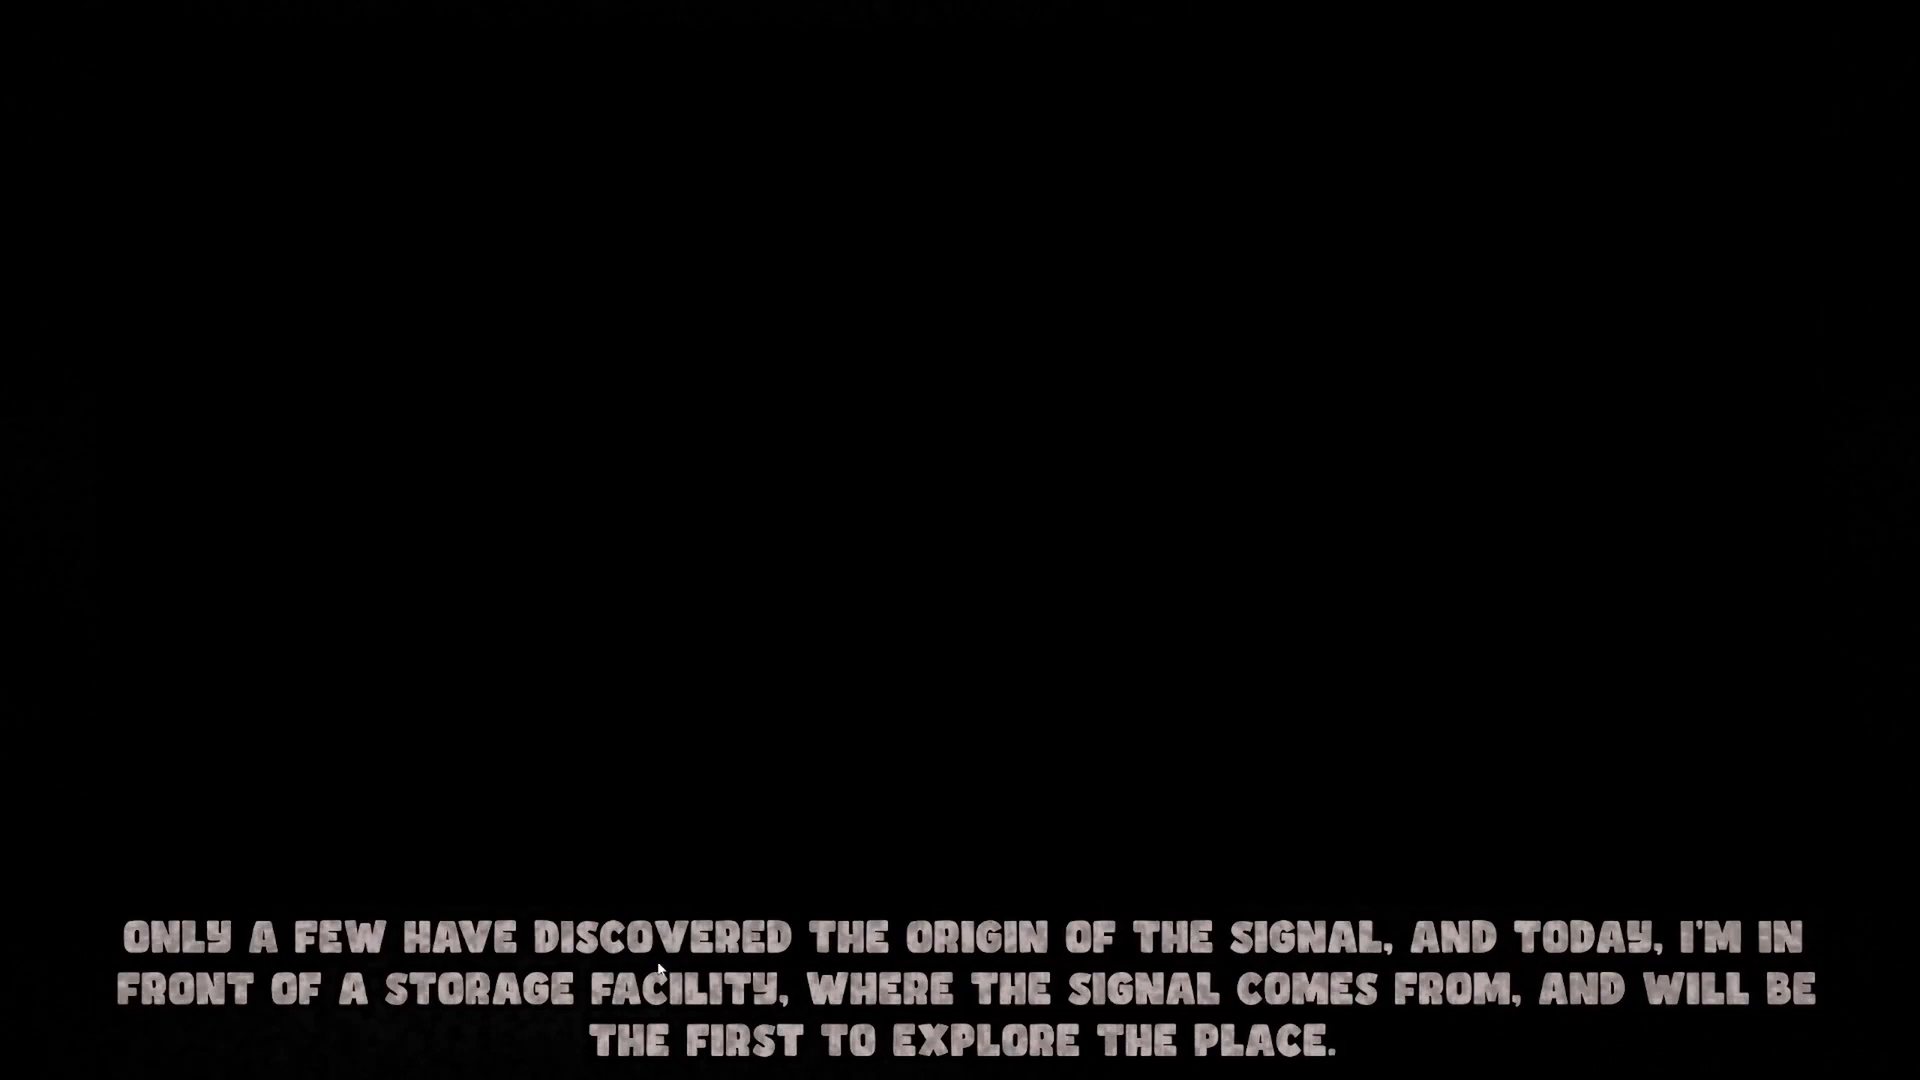 ONLY A FEW HAVE DISCOVERED THE ORIGIN OF THE SIGNAL, AND TODAY, I'M IN
FRONT OF A STORAGE FACILITY, WHERE THE SIGNAL COMES FROM, AND WILL BE
THE FIRST TO EXPLORE THE PLACE.